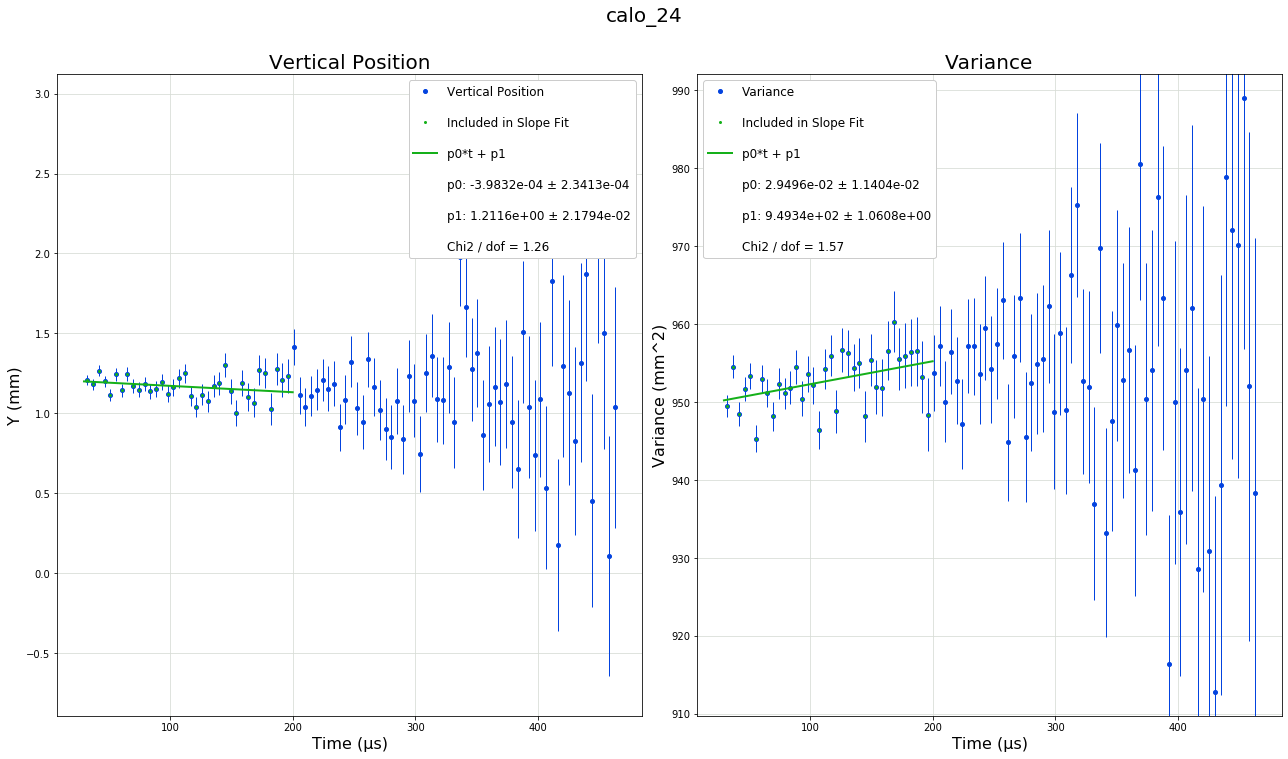 calo_24
Vertical Position
Vertical Position
Included in Slope Fit
p0*t + p1
p0: -3.9832e-04 ± 2.3413e-04
p1: 1.2116e+00 ± 2.1794e-02
Chi2 / dof = 1.26
Y (mm)
3.0
2.5
2.0
1.5
1.0
0.5
0.0
−0.5
100
200
300
400
Time (µs)
Variance
Variance
Included in Slope Fit
p0*t + p1
p0: 2.9496e-02 ± 1.1404e-02
p1: 9.4934e+02 ± 1.0608e+00
Chi2 / dof = 1.57
Variance (mm^2)
990
980
970
960
950
940
930
920
910
100
200
300
400
Time (µs)